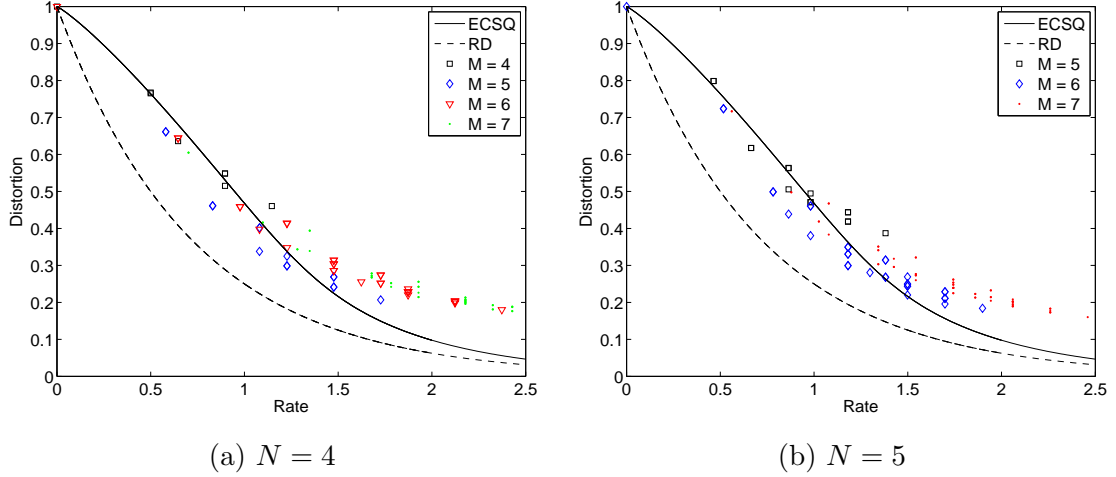 1
0.9
0.8
0.7
0.6
0.5
0.4
0.3
0.2
0.1
0
0 0.5 1 1.5 2 2.5
Distortion
Rate
ECSQ
RD
M = 4
M = 5
M = 6
M = 7
(a) N = 4
1
0.9
0.8
0.7
0.6
0.5
0.4
0.3
0.2
0.1
0
0 0.5 1 1.5 2 2.5
Distortion
Rate
ECSQ
RD
M = 5
M = 6
M = 7
(b) N = 5